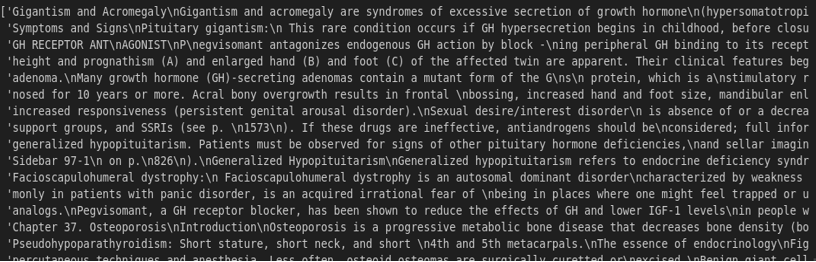 ['Gigantism and Acromegaly\nGigantism and acromegaly are syndromes of excessive secretion of growth hormone\n(hypersomatotropi
'Symptoms and Signs\nPituitary gigantism:\n This rare condition occurs if GH hypersecretion begins in childhood, before closu
'GH RECEPTOR ANT\nAGONIST\nP\negvisomant antagonizes endogenous GH action by block -\ning peripheral GH binding to its recept
'height and prognathism (A) and enlarged hand (B) and foot (C) of the affected twin are apparent. Their clinical features beg
'adenoma.\nMany growth hormone (GH)-secreting adenomas contain a mutant form of the G\ns\n protein, which is a\nstimulatory r
'nosed for 10 years or more. Acral bony overgrowth results in frontal \nbossing, increased hand and foot size, mandibular enl
'increased responsiveness (persistent genital arousal disorder).\nSexual desire/interest disorder\n is absence of or a decrea
'support groups, and SSRIs (see p. \n1573\n). If these drugs are ineffective, antiandrogens should be\nconsidered; full infor
'generalized hypopituitarism. Patients must be observed for signs of other pituitary hormone deficiencies,\nand sellar imagin
'Sidebar 97-1\n on p.\n826\n).\nGeneralized Hypopituitarism\nGeneralized hypopituitarism refers to endocrine deficiency syndr
'Facioscapulohumeral dystrophy:\n Facioscapulohumeral dystrophy is an autosomal dominant disorder\ncharacterized by weakness
'monly in patients with panic disorder, is an acquired irrational fear of \nbeing in places where one might feel trapped or u
'analogs.\nPegvisomant, a GH receptor blocker, has been shown to reduce the effects of GH and lower IGF-1 levels\nin people w
'Chapter 37. Osteoporosis\nIntroduction\nOsteoporosis is a progressive metabolic bone disease that decreases bone density (bo
'Pseudohypoparathyroidism: Short stature, short neck, and short \n4th and 5th metacarpals.\nThe essence of endocrinology\nFig
'percutaneous techniques and anesthesia. Less often, osteoid osteomas are surgically curetted or\nexcised.\nBenign giant cell